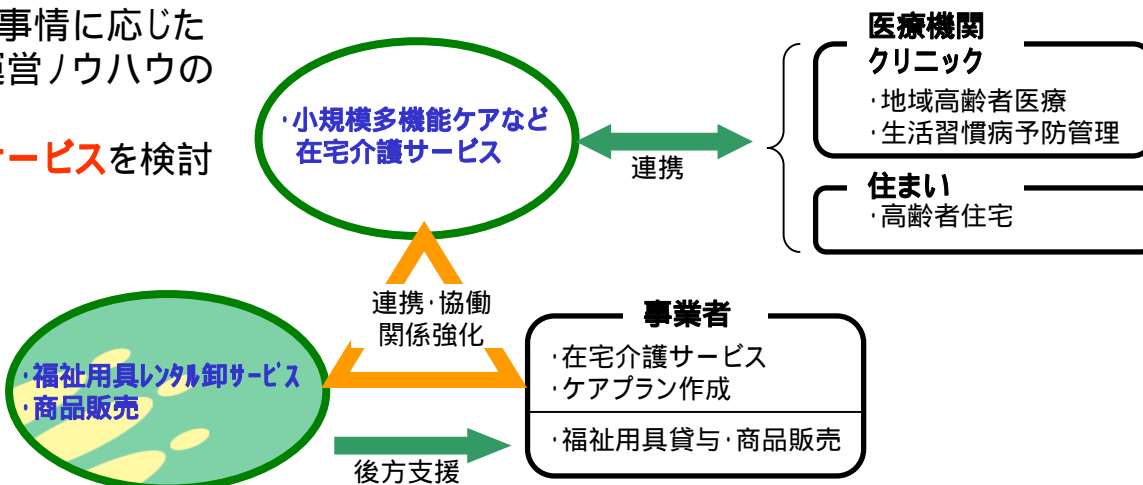 事情に応じた
営ノウハウの
サービスを検討
・小規模多機能ケアなど
在宅介護サービス
連携
医療機関
クリニック
・地域高齢者医療
・生活習慣病予防管理
住まい
・高齢者住宅
連携・協働
関係強化
・福祉用具レンタル卸サービス
・商品販売
後方支援
事業者
・在宅介護サービス
・ケアプラン作成
・福祉用具貸与・商品販売